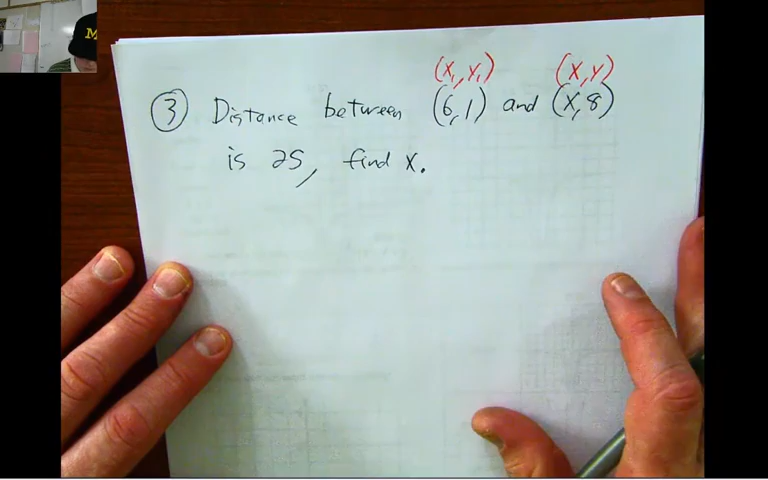 (x₁, y₁) (x, y)
③ Distance between (6, 1) and (x, 8)
is 25, find x.
M